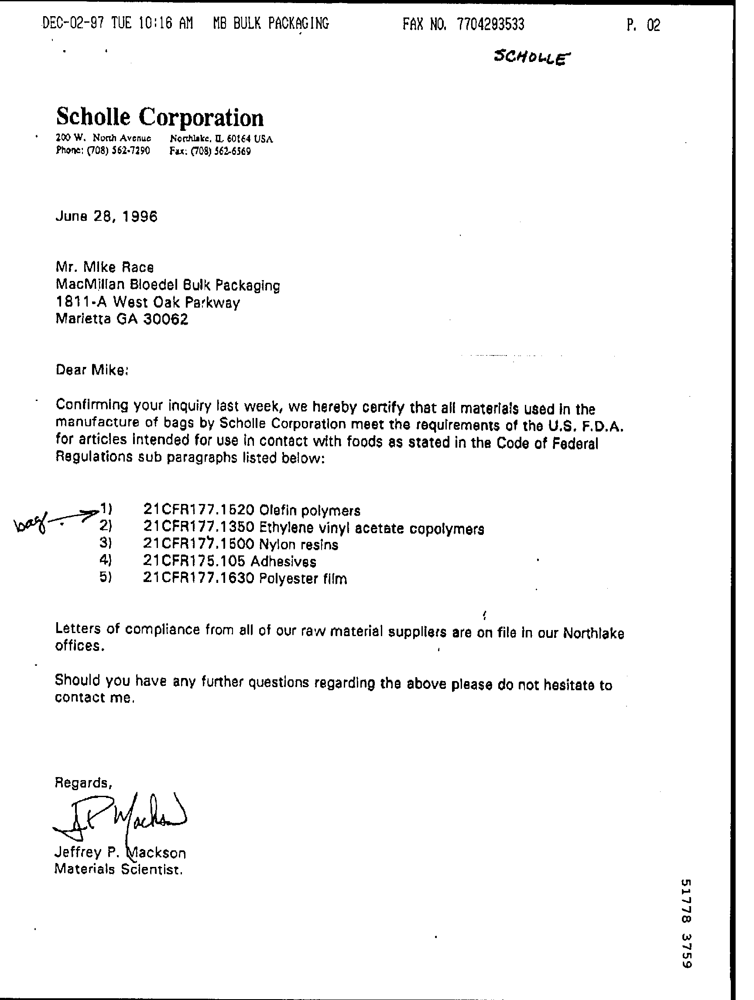 DEC-02-97 TUE 10:16 AM MB BULK PACKAGING FAX NO. 7704293533 P. 02
SCHOLLE
Scholle Corporation
200 W. North Avenue Northlake, IL 60164 USA
Phone: (708) 562-7290 Fax: (708) 562-6569
June 28, 1996
Mr. Mike Race
MacMillan Bloedel Bulk Packaging
1811-A West Oak Parkway
Marietta GA 30062
Dear Mike:
Confirming your inquiry last week, we hereby certify that all materials used in the
manufacture of bags by Scholle Corporation meet the requirements of the U.S. F.D.A.
for articles intended for use in contact with foods as stated in the Code of Federal
Regulations sub paragraphs listed below:
bag
1) 21CFR177.1520 Olefin polymers
2) 21CFR177.1350 Ethylene vinyl acetate copolymers
3) 21CFR177.1500 Nylon resins
4) 21CFR175.105 Adhesives
5) 21CFR177.1630 Polyester film
Letters of compliance from all of our raw material suppliers are on file in our Northlake
offices.
Should you have any further questions regarding the above please do not hesitate to
contact me.
Regards,
J P Mackson
Jeffrey P. Mackson
Materials Scientist.
51778 3759